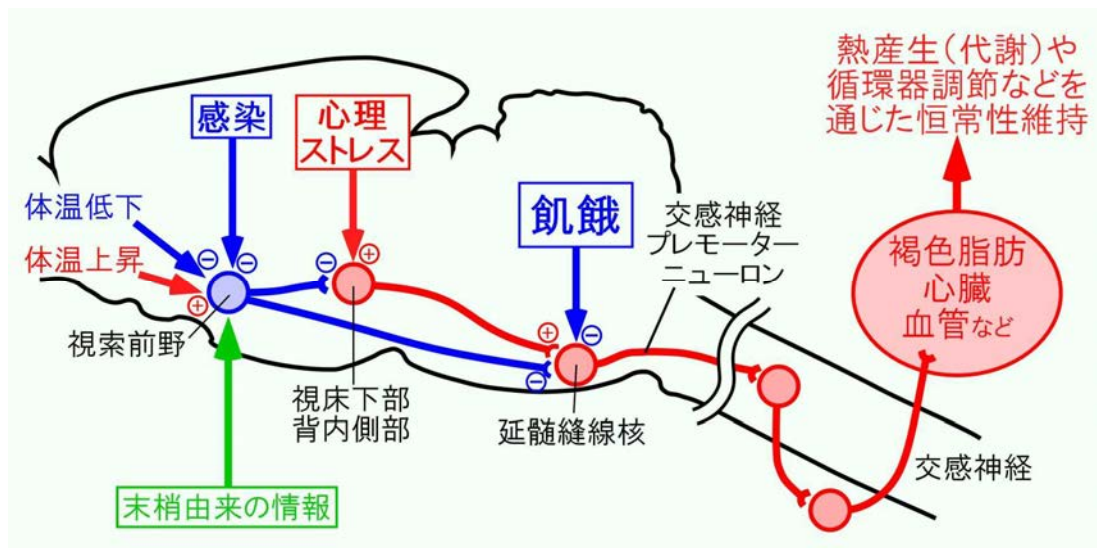 熱産生(代謝)や
循環器調節などを
通じた恒常性維持
感染
心理
ストレス
体温低下
飢餓
交感神経
プレモーター
ニューロン
体温上昇
褐色脂肪
心臓
血管など
⊖
⊖
⊖
⊕
⊕
⊕
⊖
⊖
視索前野
視床下部
背内側部
延髄縫線核
交感神経
末梢由来の情報